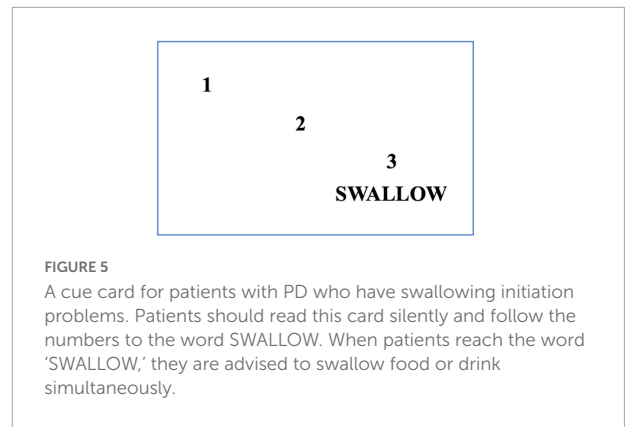 1
2
3
SWALLOW
FIGURE 5
A cue card for patients with PD who have swallowing initiation
problems. Patients should read this card silently and follow the
numbers to the word SWALLOW. When patients reach the word
‘SWALLOW,’ they are advised to swallow food or drink
simultaneously.